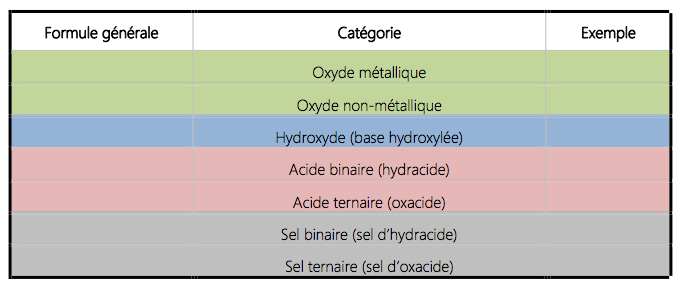 Formule générale Catégorie Exemple
Oxyde métallique
Oxyde non-métallique
Hydroxyde (base hydroxylée)
Acide binaire (hydracide)
Acide ternaire (oxacide)
Sel binaire (sel d’hydracide)
Sel ternaire (sel d’oxacide)